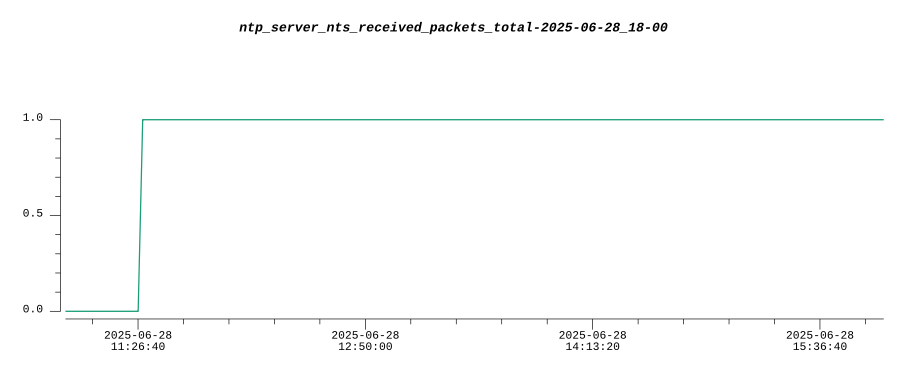 ntp_server_nts_received_packets_total-2025-06-28_18-00
1.0
0.5
0.0
2025-06-28 2025-06-28 2025-06-28 2025-06-28
11:26:40 12:50:00 14:13:20 15:36:40